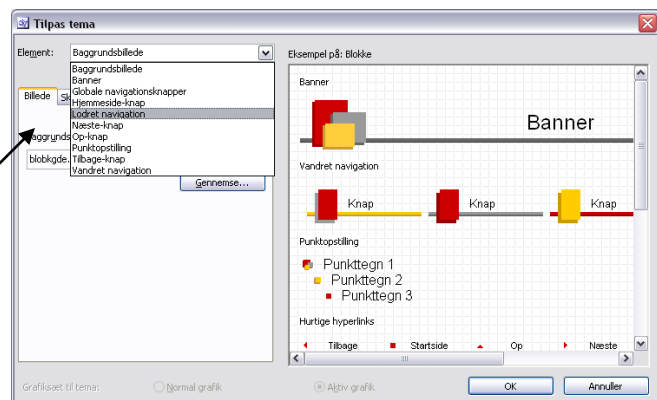 Tilpas tema
Element: Baggrundsbillede
Baggrundsbillede
Banner
Globale navigationsknapper
Hjemmeside-knap
Lodret navigation
Næste-knap
Op-knap
Punktopstilling
Tilbage-knap
Vandret navigation
Billede
blobkgde.
Gennemse...
Eksempel på: Blokke
Banner
Banner
Vandret navigation
Knap Knap Knap
Punktopstilling
Punkttegn 1
Punkttegn 2
Punkttegn 3
Hurtige hyperlinks
Tilbage Startside Op Næste
Grafiksæt til tema: Normal grafik Aktiv grafik OK Annuller